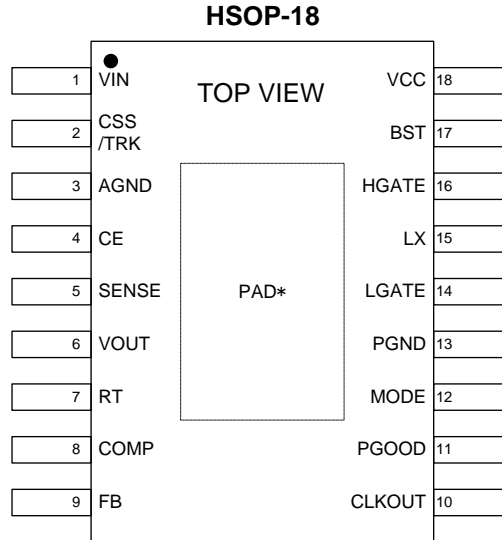 HSOP-18
TOP VIEW
1 VIN
2 CSS
/TRK
3 AGND
4 CE
5 SENSE
6 VOUT
7 RT
8 COMP
9 FB
PAD*
VCC 18
BST 17
HGATE 16
LX 15
LGATE 14
PGND 13
MODE 12
PGOOD 11
CLKOUT 10